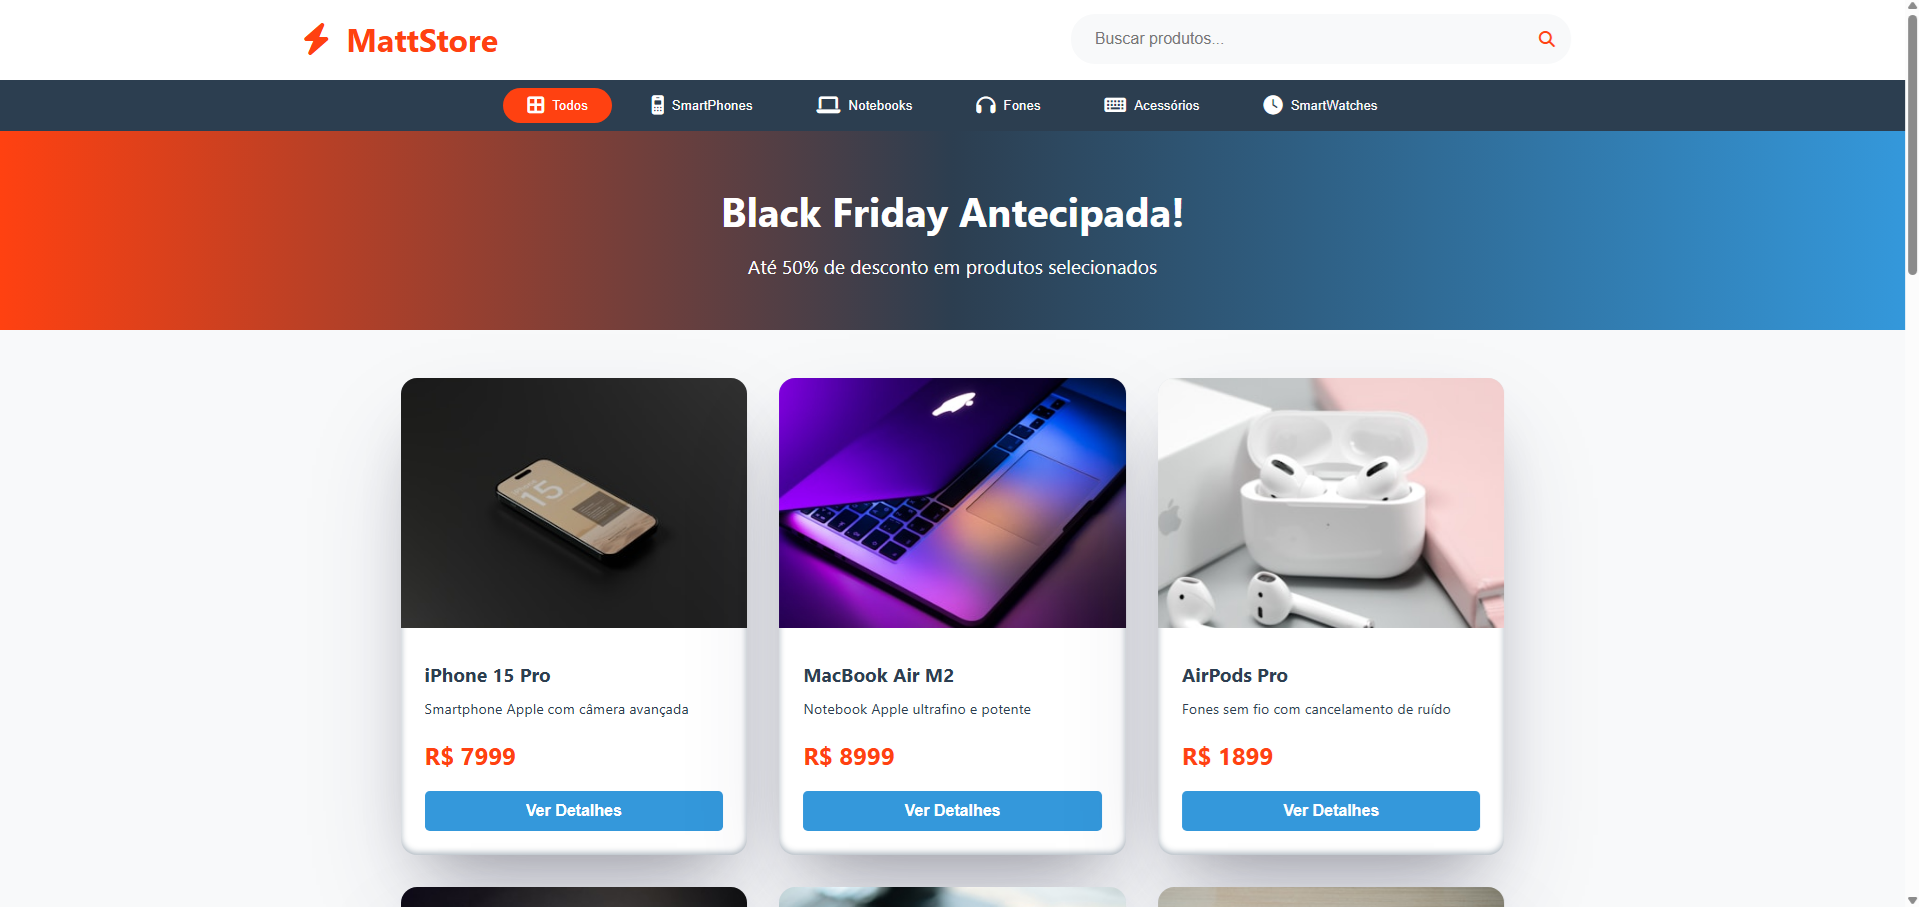 MattStore
Buscar produtos...
Todos
SmartPhones
Notebooks
Fones
Acessórios
SmartWatches
Black Friday Antecipada!
Até 50% de desconto em produtos selecionados
15
iPhone 15 Pro
Smartphone Apple com câmera avançada
R$ 7999
Ver Detalhes
MacBook Air M2
Notebook Apple ultrafino e potente
R$ 8999
Ver Detalhes
AirPods Pro
Fones sem fio com cancelamento de ruído
R$ 1899
Ver Detalhes